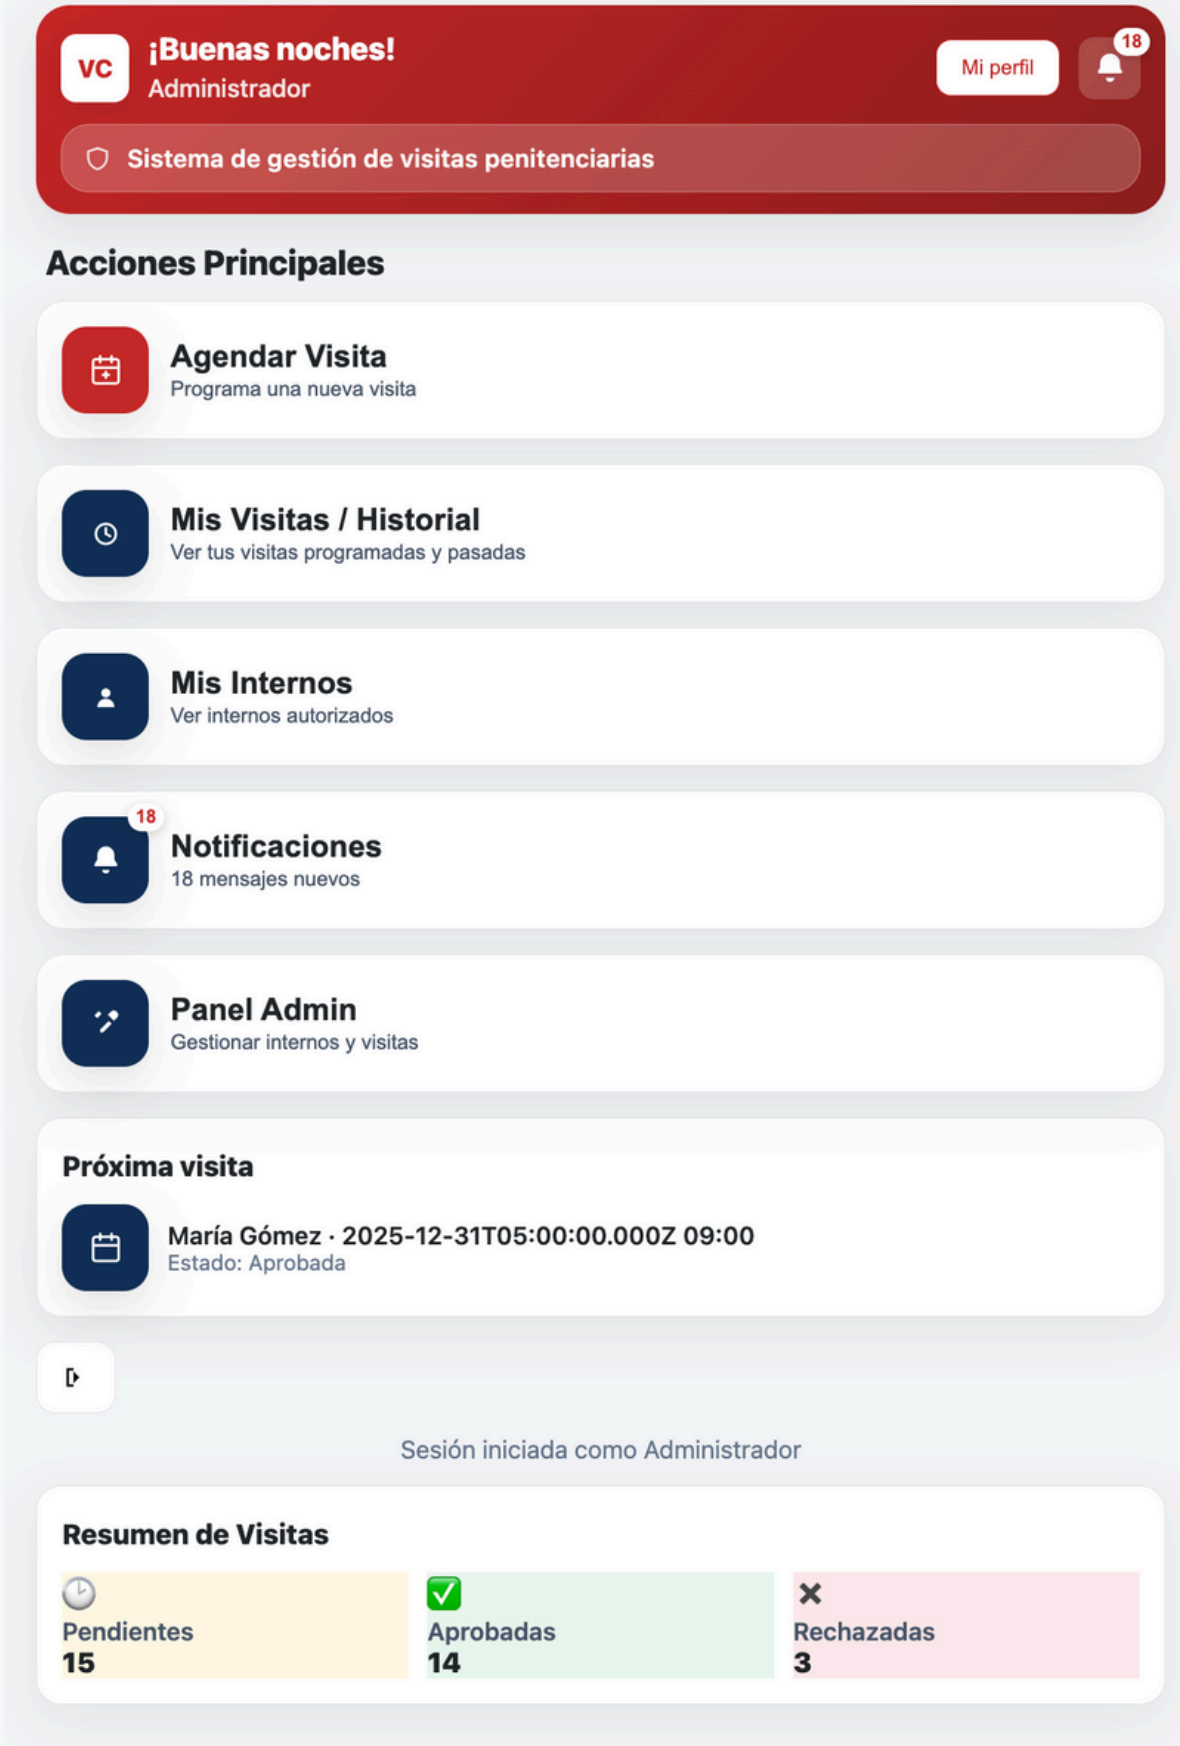 VC
¡Buenas noches!
Administrador
Mi perfil
18
Sistema de gestión de visitas penitenciarias
Acciones Principales
Agendar Visita
Programa una nueva visita
Mis Visitas / Historial
Ver tus visitas programadas y pasadas
Mis Internos
Ver internos autorizados
18
Notificaciones
18 mensajes nuevos
Panel Admin
Gestionar internos y visitas
Próxima visita
María Gómez · 2025-12-31T05:00:00.000Z 09:00
Estado: Aprobada
Sesión iniciada como Administrador
Resumen de Visitas
Pendientes
15
Aprobadas
14
Rechazadas
3